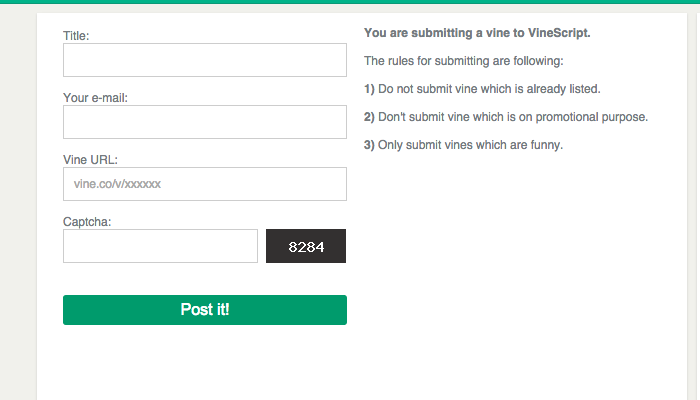 Title:
Your e-mail:
Vine URL:
vine.co/v/xxxxxx
Captcha:
8284
Post it!
You are submitting a vine to VineScript.
The rules for submitting are following:
1) Do not submit vine which is already listed.
2) Don't submit vine which is on promotional purpose.
3) Only submit vines which are funny.